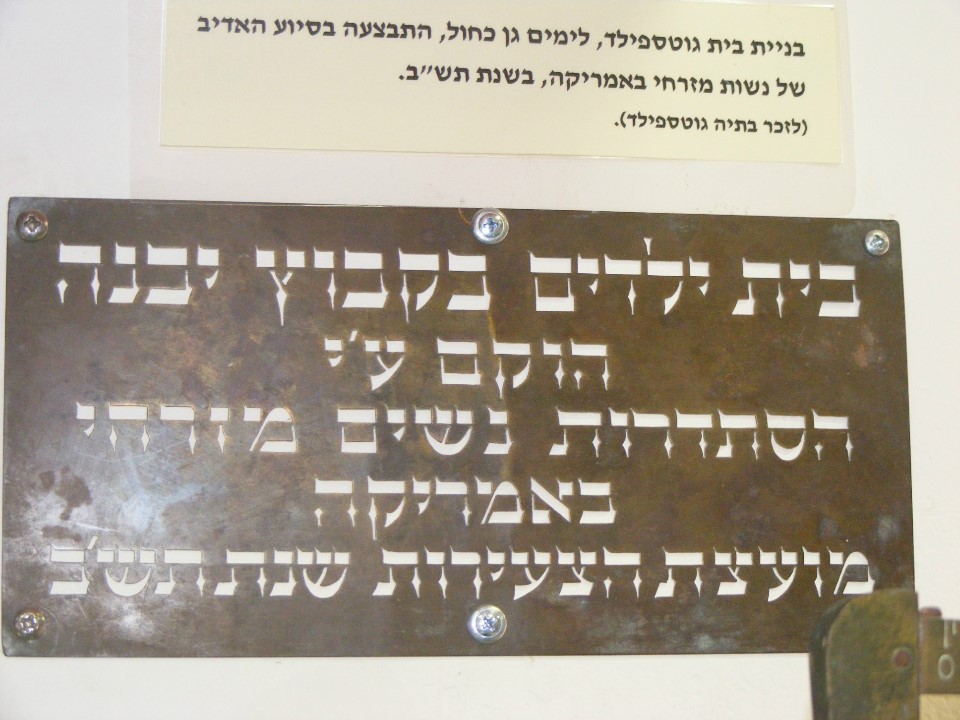 בניית בית גוטספילד, לימים גן כחול, התבצעה בסיוע האדיב
של נשות מזרחי באמריקה, בשנת תש״ב.
(לזכר בתיה גוטספילד).
בית ילדים בקבוץ יבנה
הוקם ע׳י
הסתדרות נשים מזרחי
באמריקה
מועצת הצעירות שנת תש׳ב